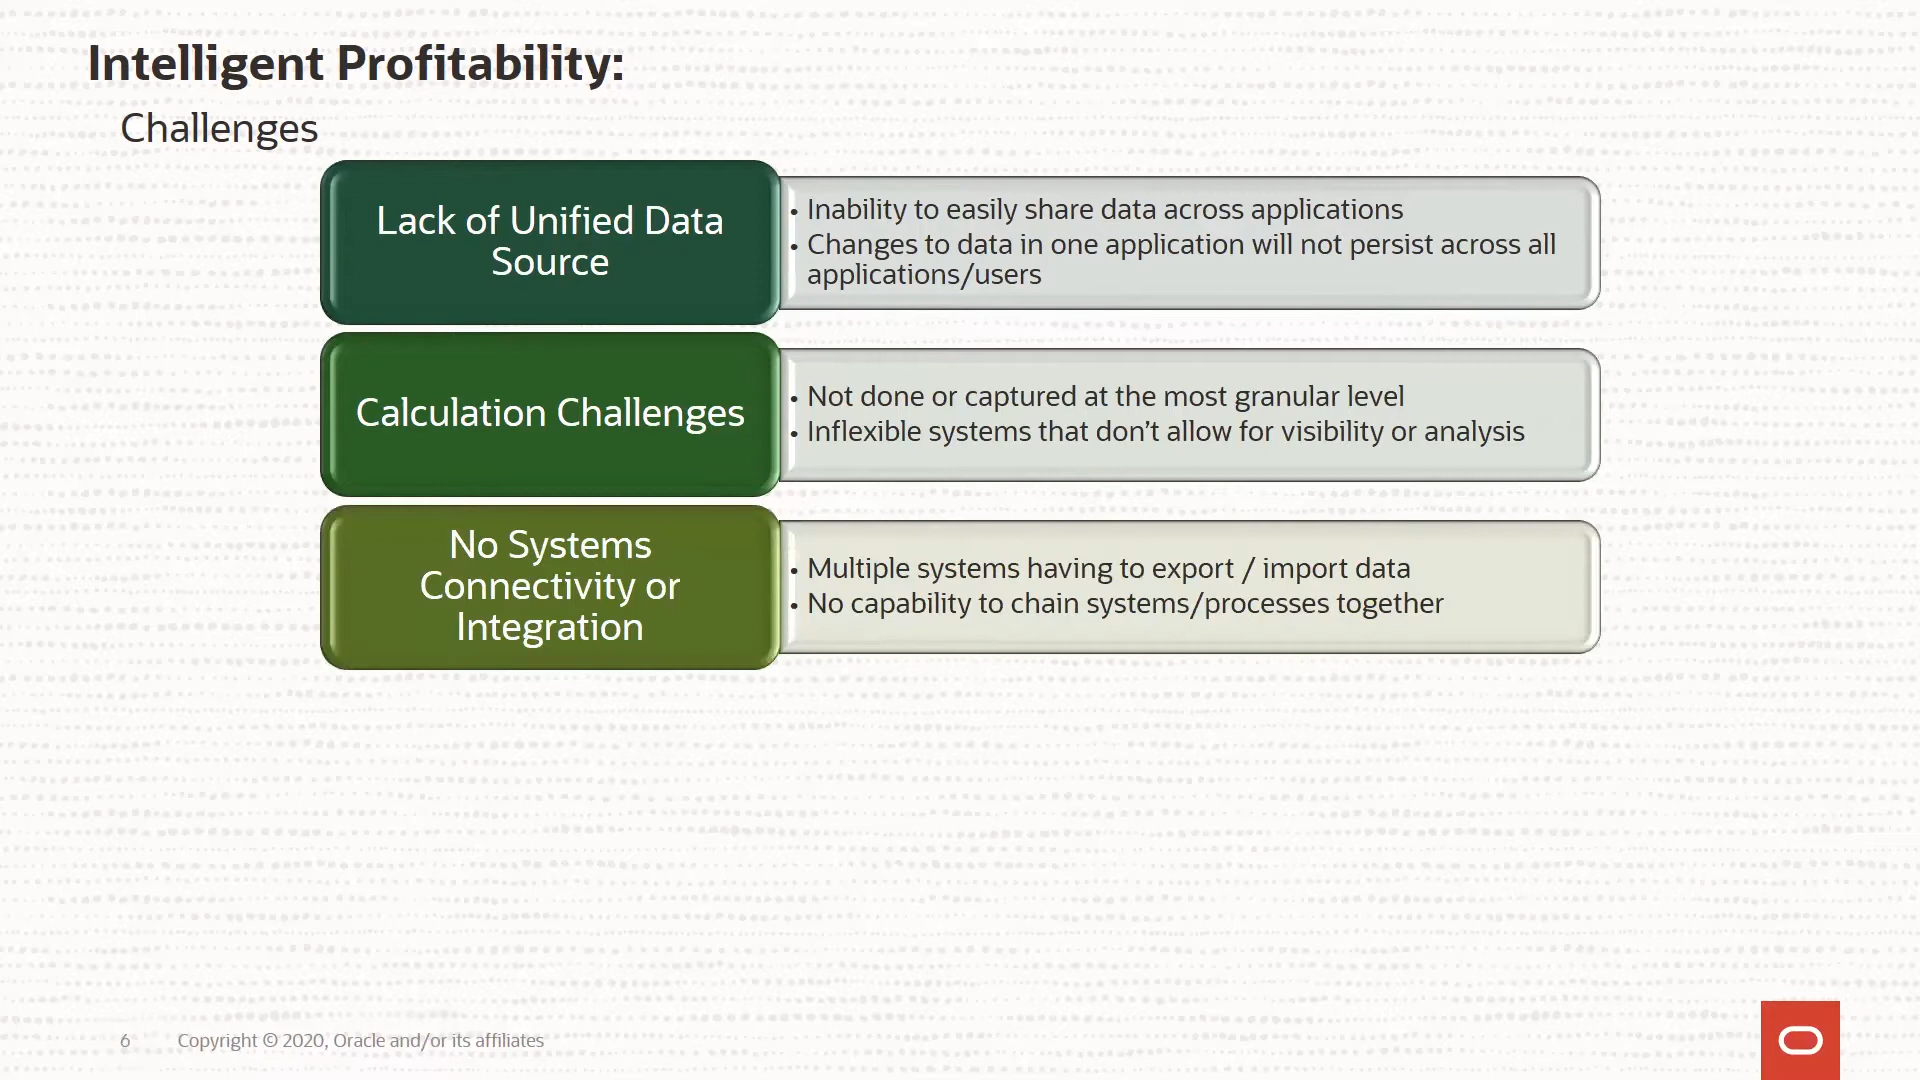 Intelligent Profitability:
Challenges
Lack of Unified Data
Source
• Inability to easily share data across applications
• Changes to data in one application will not persist across all
applications/users
Calculation Challenges
• Not done or captured at the most granular level
• Inflexible systems that don’t allow for visibility or analysis
No Systems
Connectivity or
Integration
• Multiple systems having to export / import data
• No capability to chain systems/processes together
6 Copyright © 2020, Oracle and/or its affiliates